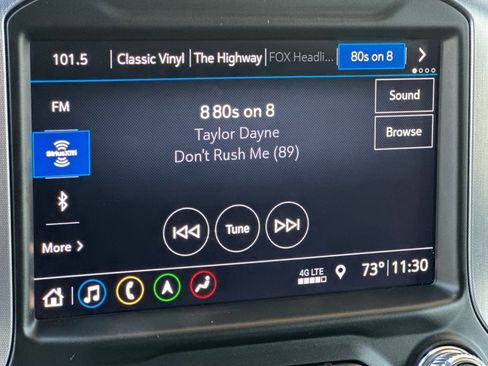 101.5 Classic Vinyl The Highway FOX Headli... 80s on 8
FM
8 80s on 8
Sound
Taylor Dayne
Browse
SiriusXM
Don't Rush Me (89)
Tune
More
4G LTE
73° 11:30